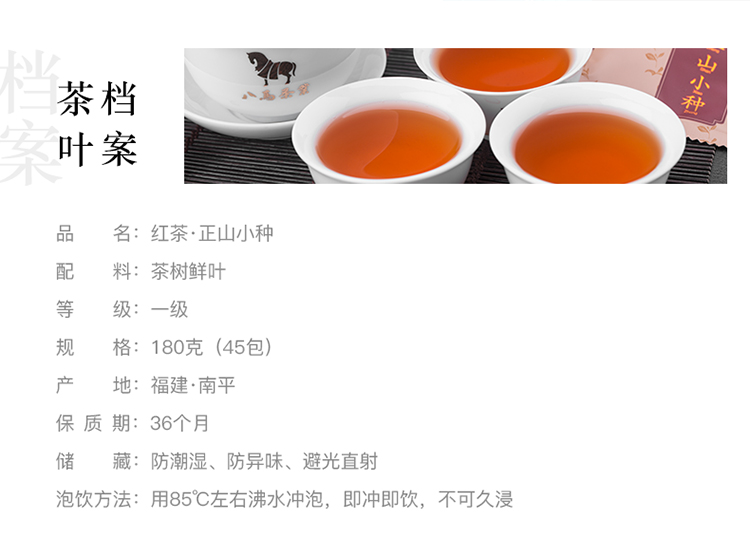 档案
茶档
叶案
八马茶业
山小种
品名：红茶·正山小种
配料：茶树鲜叶
等级：一级
规格：180克（45包）
产地：福建·南平
保质期：36个月
储藏：防潮湿、防异味、避光直射
泡饮方法：用85℃左右沸水冲泡，即冲即饮，不可久浸